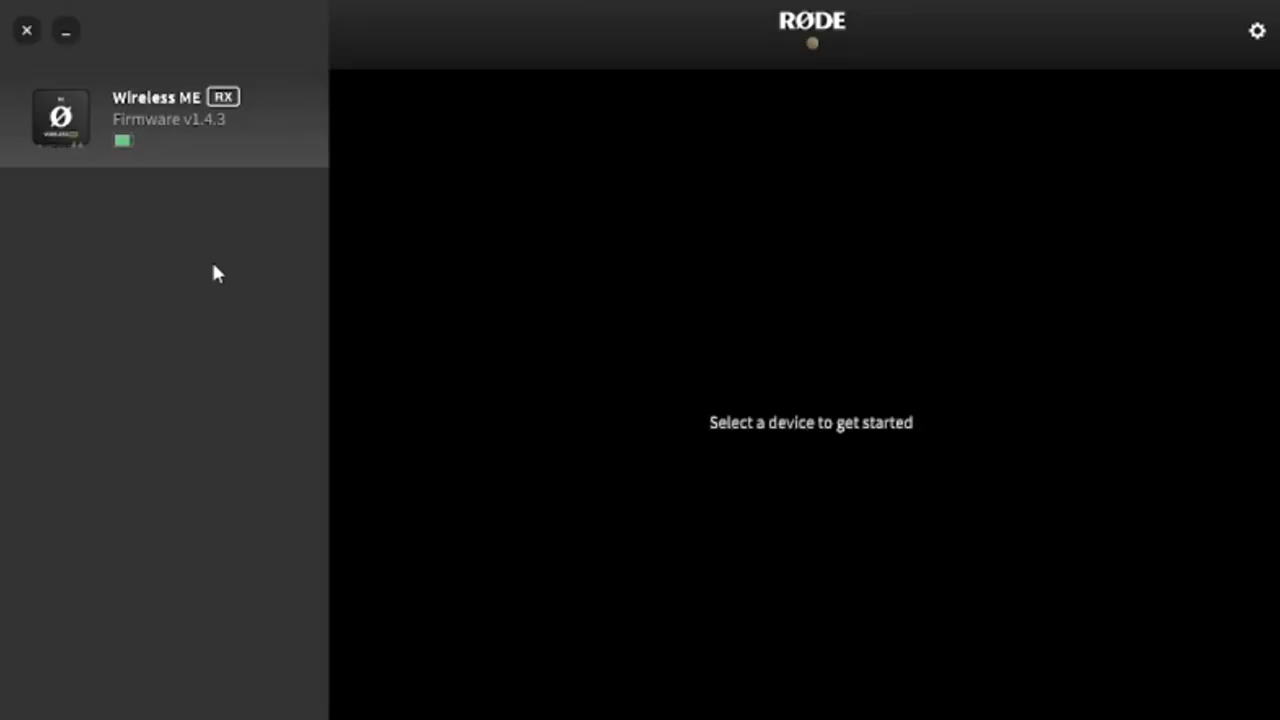 RØDE
Wireless ME RX
Firmware v1.4.3
Select a device to get started